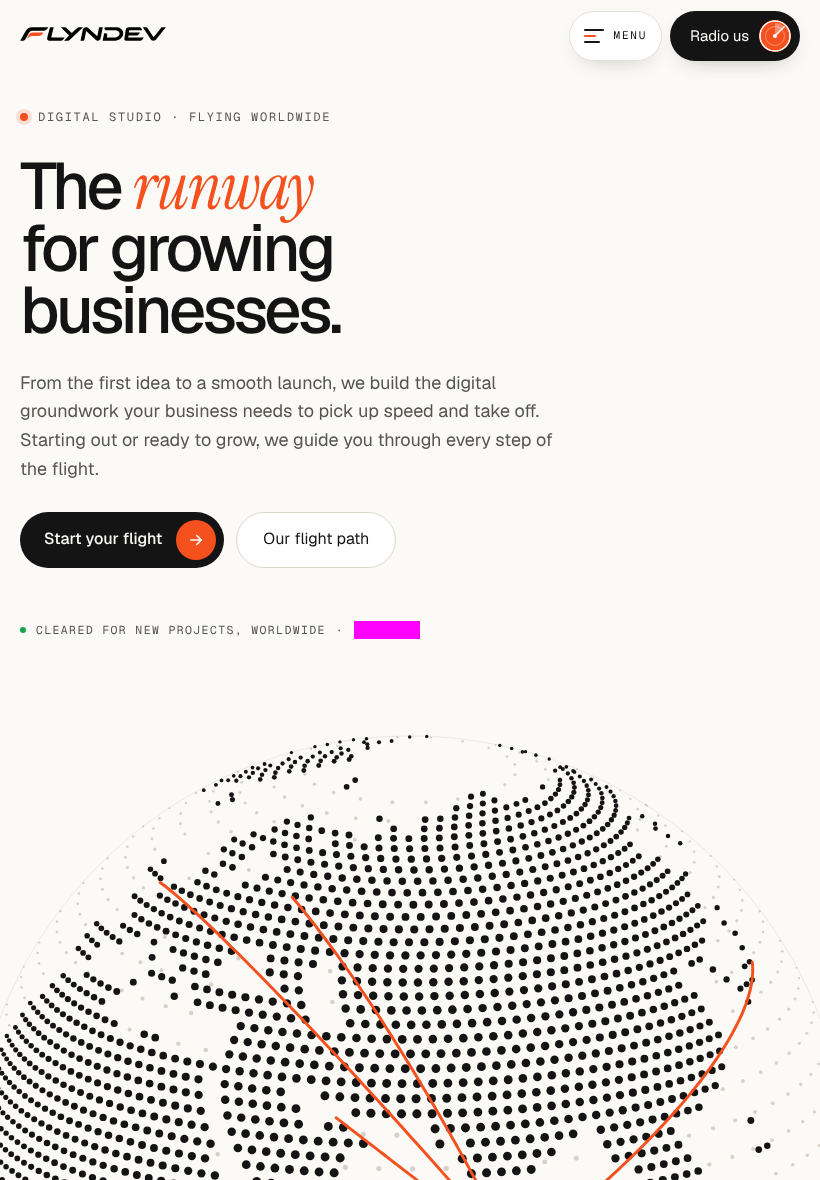 FLYNDEV
MENU
Radio us
DIGITAL STUDIO · FLYING WORLDWIDE
The runway
for growing
businesses.
From the first idea to a smooth launch, we build the digital
groundwork your business needs to pick up speed and take off.
Starting out or ready to grow, we guide you through every step of
the flight.
Start your flight
Our flight path
CLEARED FOR NEW PROJECTS, WORLDWIDE ·